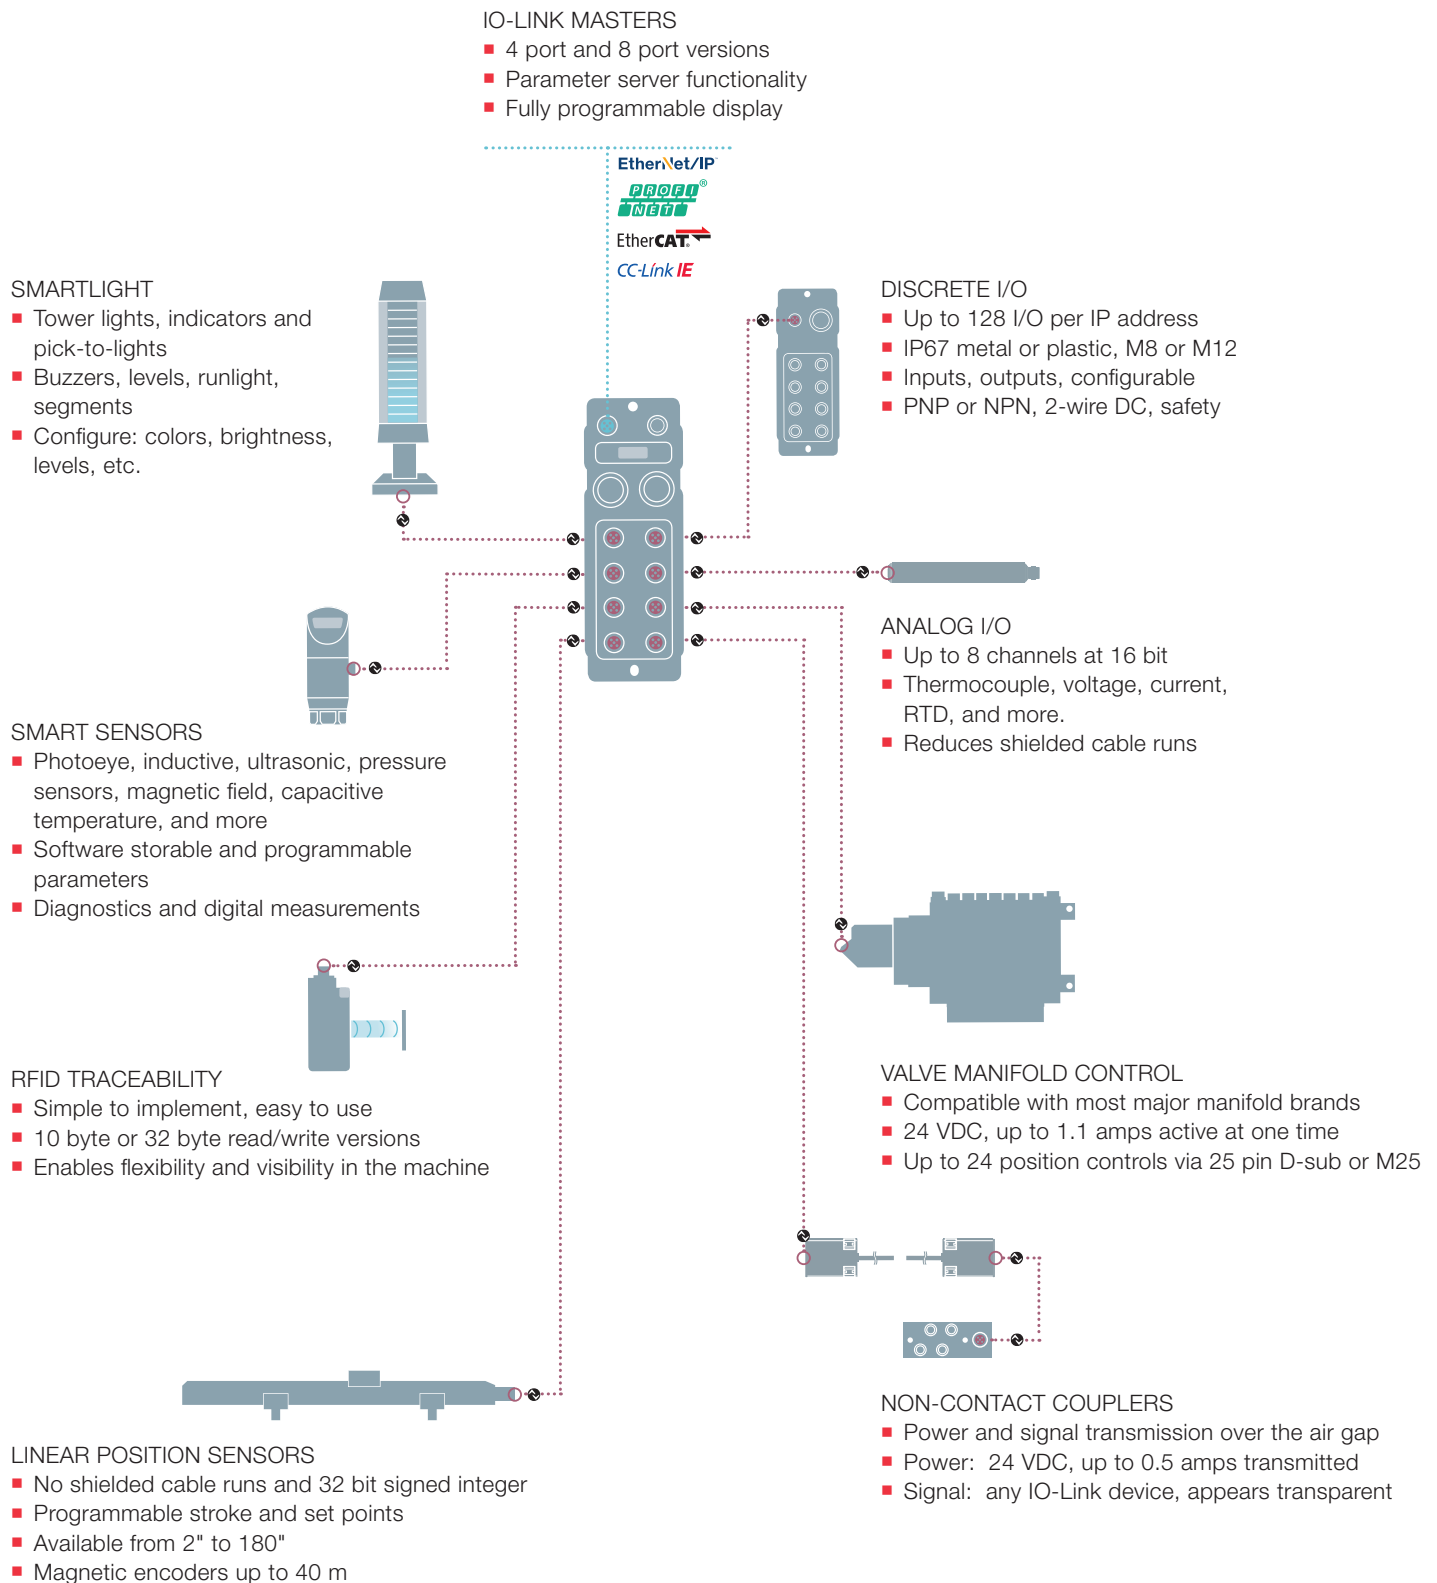 IO-LINK MASTERS
4 port and 8 port versions
Parameter server functionality
Fully programmable display
EtherNet/IP™
PROFI®
NET
EtherCAT®
CC-Link IE
SMARTLIGHT
Tower lights, indicators and
pick-to-lights
Buzzers, levels, runlight,
segments
Configure: colors, brightness,
levels, etc.
DISCRETE I/O
Up to 128 I/O per IP address
IP67 metal or plastic, M8 or M12
Inputs, outputs, configurable
PNP or NPN, 2-wire DC, safety
SMART SENSORS
Photoeye, inductive, ultrasonic, pressure
sensors, magnetic field, capacitive
temperature, and more
Software storable and programmable
parameters
Diagnostics and digital measurements
ANALOG I/O
Up to 8 channels at 16 bit
Thermocouple, voltage, current,
RTD, and more.
Reduces shielded cable runs
RFID TRACEABILITY
Simple to implement, easy to use
10 byte or 32 byte read/write versions
Enables flexibility and visibility in the machine
VALVE MANIFOLD CONTROL
Compatible with most major manifold brands
24 VDC, up to 1.1 amps active at one time
Up to 24 position controls via 25 pin D-sub or M25
LINEAR POSITION SENSORS
No shielded cable runs and 32 bit signed integer
Programmable stroke and set points
Available from 2" to 180"
Magnetic encoders up to 40 m
NON-CONTACT COUPLERS
Power and signal transmission over the air gap
Power: 24 VDC, up to 0.5 amps transmitted
Signal: any IO-Link device, appears transparent